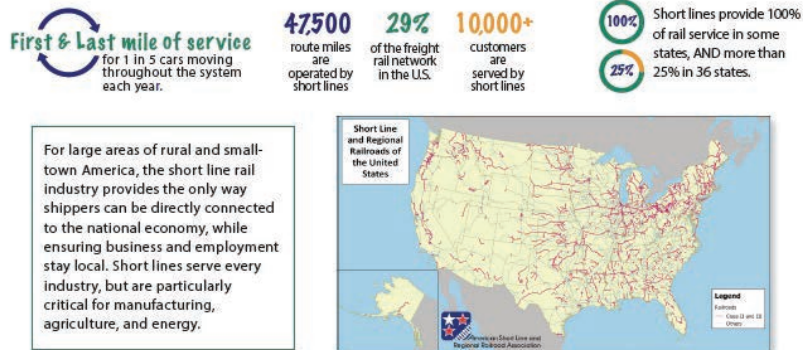 First & Last mile of service
for 1 in 5 cars moving
throughout the system
each year.
47,500
route miles
are
operated by
short lines
29%
of the freight
rail network
in the U.S.
10,000+
customers
are
served by
short lines
100%
25%
Short lines provide 100%
of rail service in some
states, AND more than
25% in 36 states.
For large areas of rural and small-
town America, the short line rail
industry provides the only way
shippers can be directly connected
to the national economy, while
ensuring business and employment
stay local. Short lines serve every
industry, but are particularly
critical for manufacturing,
agriculture, and energy.
Short Line
and Regional
Railroads of
the United
States
Legend
Railroads
Class II and III
Others
American Short Line and
Regional Railroad Association